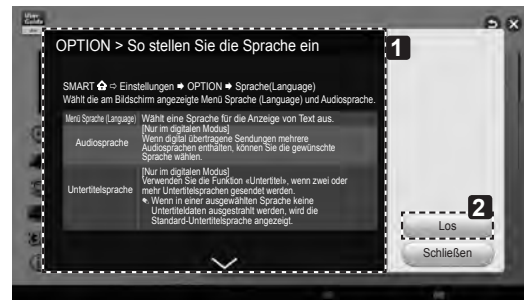 User
Guide
OPTION > So stellen Sie die Sprache ein
1
SMART ⇨ Einstellungen ➡ OPTION ➡ Sprache(Language)
Wählt die am Bildschirm angezeigte Menü Sprache (Language) und Audiosprache.
Menü Sprache (Language) Wählt eine Sprache für die Anzeige von Text aus.
Audiosprache
[Nur im digitalen Modus]
Wenn digital übertragene Sendungen mehrere
Audiosprachen enthalten, können Sie die gewünschte
Sprache wählen.
Untertitelsprache
[Nur im digitalen Modus]
Verwenden Sie die Funktion «Untertitel», wenn zwei oder
mehr Untertitelsprachen gesendet werden.
Wenn in einer ausgewählten Sprache keine
Untertiteldaten ausgestrahlt werden, wird die
Standard-Untertitelsprache angezeigt.
2
Los
Schließen